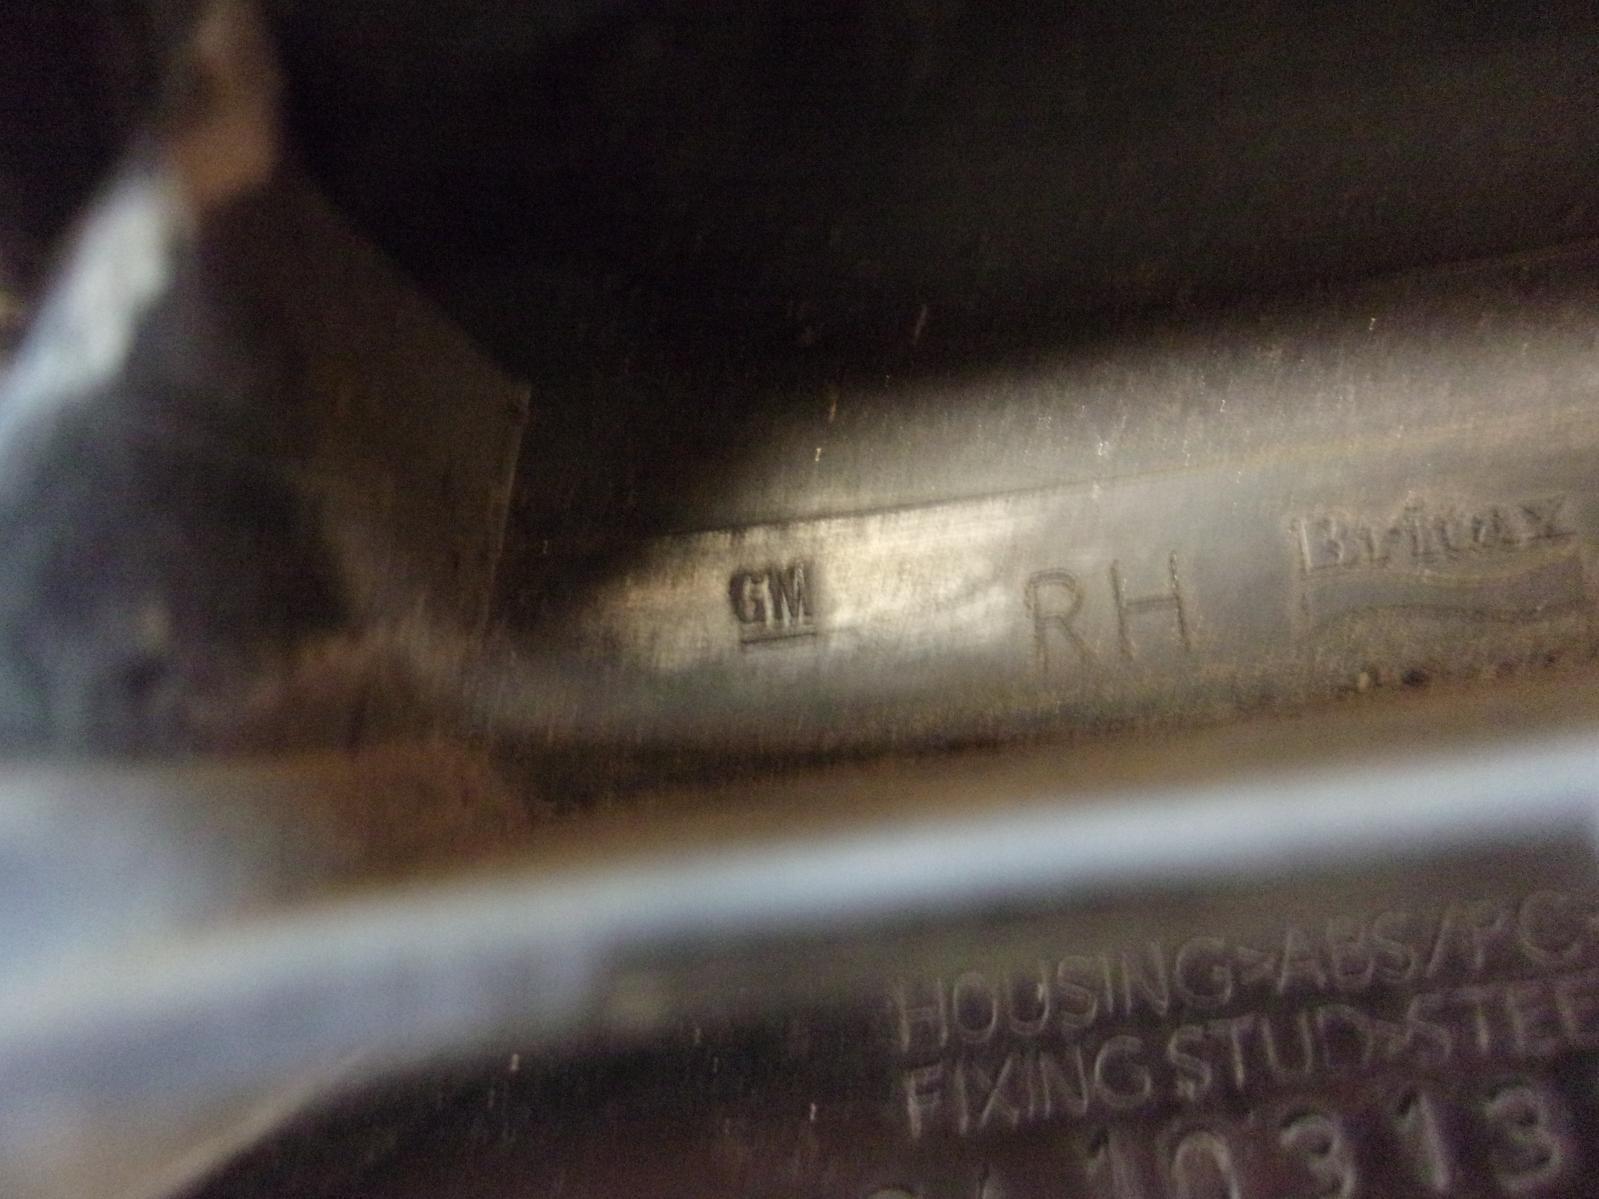 GM RH Britax
HOUSING>ABS/PC
FIXING STUD>STEE
10313